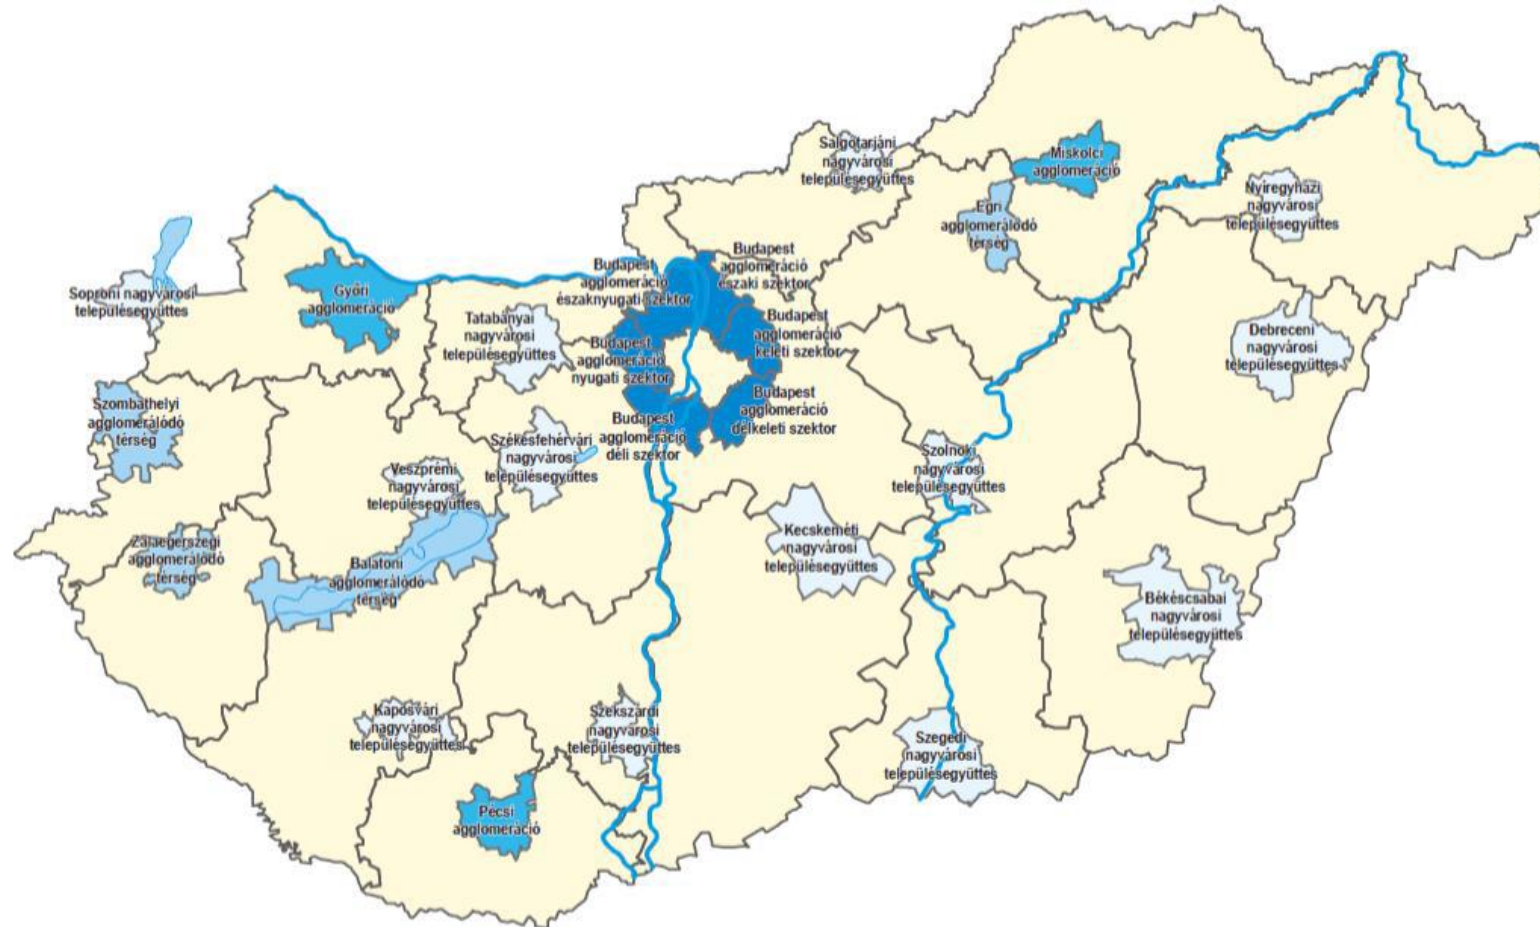 Salgótarjáni
nagyvárosi
településegyüttes
Miskolci
agglomeráció
Nyíregyházi
nagyvárosi
településegyüttes
Egri
agglomerálódó
térség
Budapest
agglomeráció
északi szektor
Budapest
agglomeráció
északnyugati szektor
Soproni nagyvárosi
településegyüttes
Győri
agglomeráció
Tatabányai
nagyvárosi
településegyüttes
Budapest
agglomeráció
keleti szektor
Budapest
agglomeráció
nyugati szektor
Debreceni
nagyvárosi
településegyüttes
Szombathelyi
agglomerálódó
térség
Budapest
agglomeráció
délkeleti szektor
Budapest
agglomeráció
déli szektor
Székesfehérvári
nagyvárosi
településegyüttes
Veszprémi
nagyvárosi
településegyüttes
Szolnoki
nagyvárosi
településegyüttes
Kecskeméti
nagyvárosi
településegyüttes
Zalaegerszegi
agglomerálódó
térség
Balatoni
agglomerálódó
térség
Békéscsabai
nagyvárosi
településegyüttes
Kaposvári
nagyvárosi
településegyüttes
Szekszárdi
nagyvárosi
településegyüttes
Szegedi
nagyvárosi
településegyüttes
Pécsi
agglomeráció